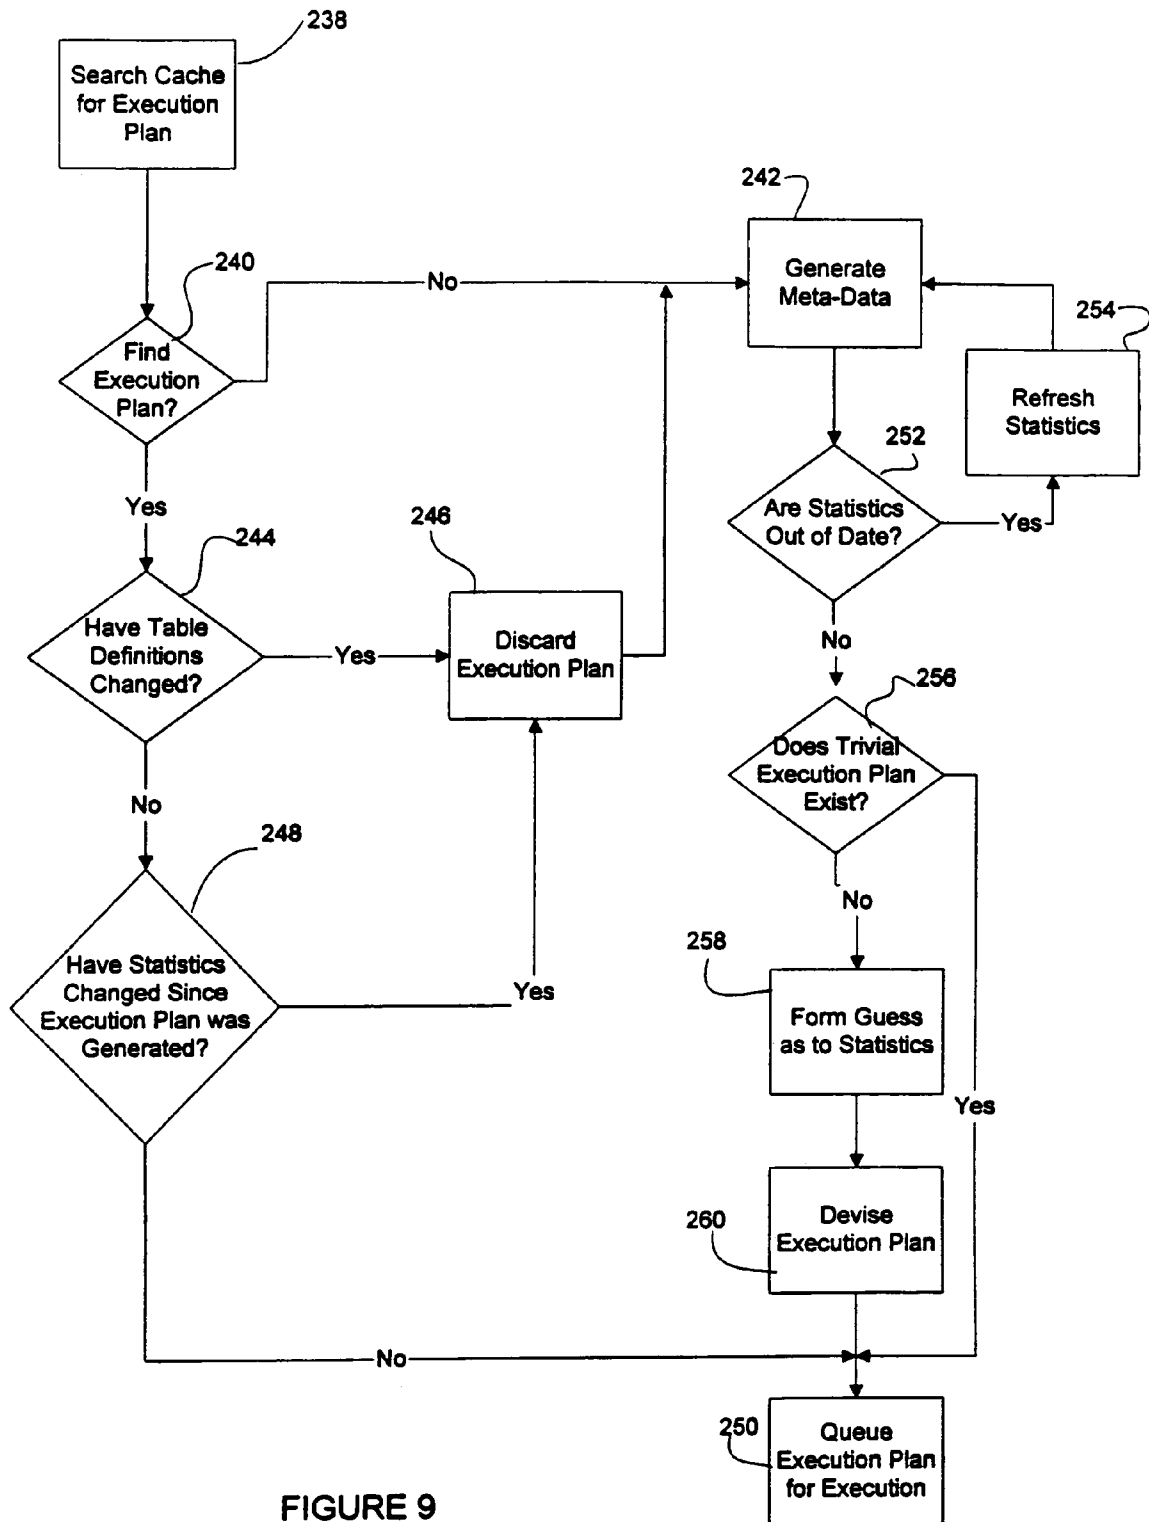 238
Search Cache
for Execution
Plan
240
Find
Execution
Plan?
No
Yes
242
Generate
Meta-Data
254
Refresh
Statistics
252
Are Statistics
Out of Date?
Yes
No
244
Have Table
Definitions
Changed?
Yes
No
246
Discard
Execution Plan
248
Have Statistics
Changed Since
Execution Plan was
Generated?
Yes
No
256
Does Trivial
Execution Plan
Exist?
No
Yes
258
Form Guess
as to Statistics
260
Devise
Execution Plan
250
Queue
Execution Plan
for Execution
FIGURE 9